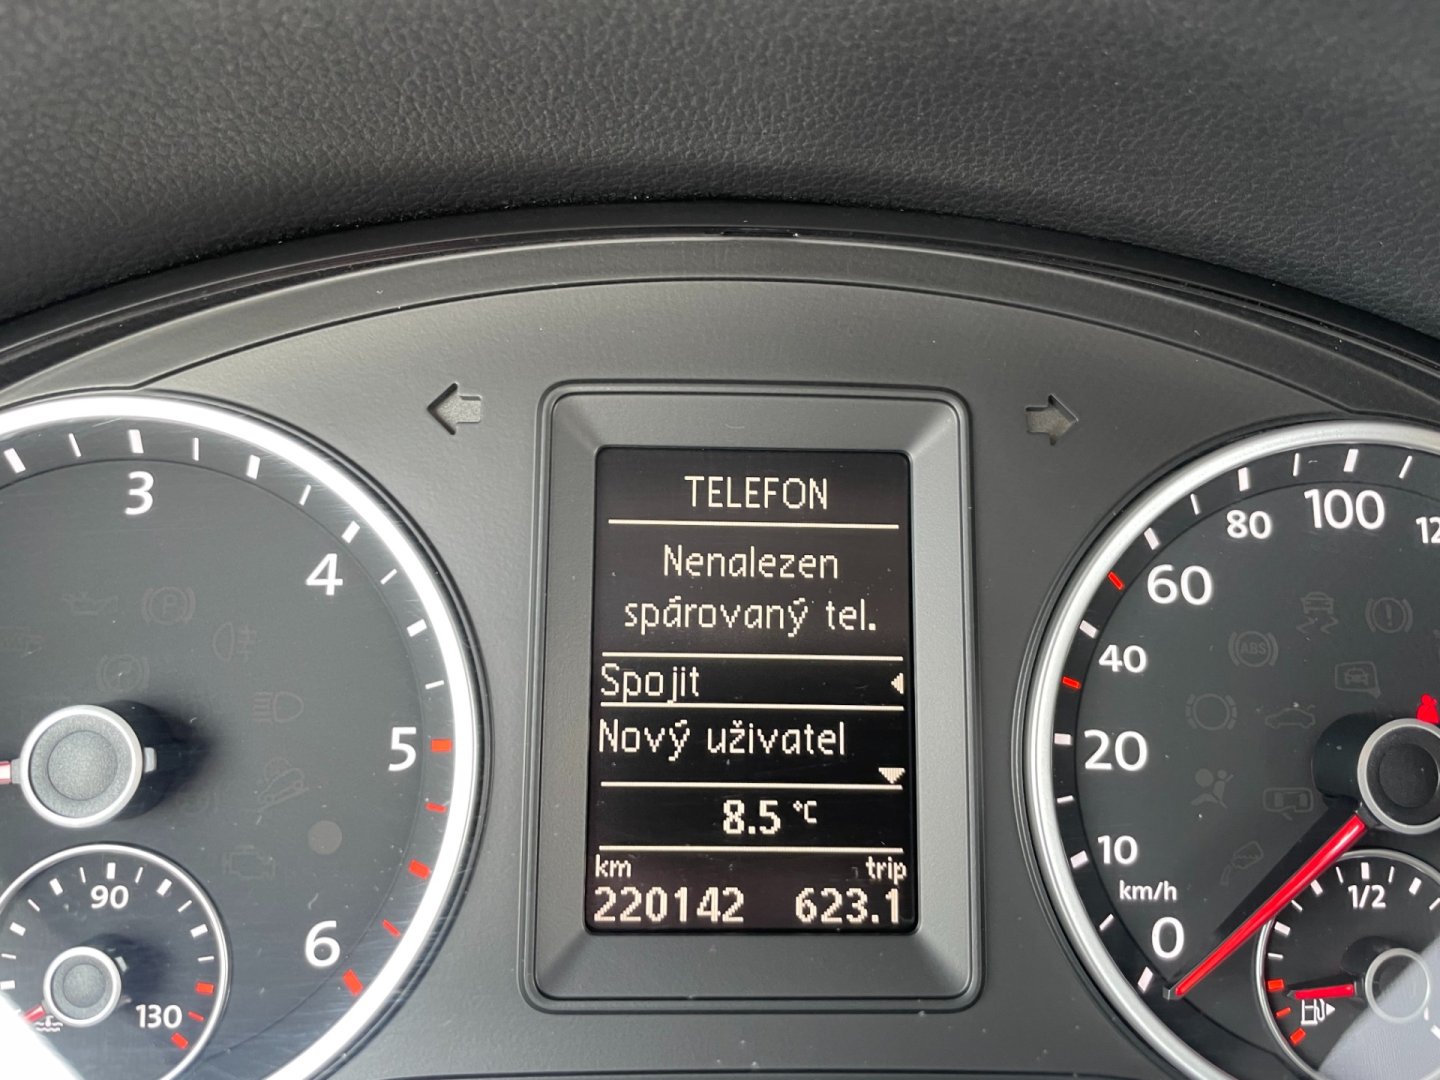 TELEFON
Nenalezen
spárovaný tel.
Spojit
Nový uživatel
8.5 °C
km trip
220142 623.1
3
4
5
6
90
130
0
10
20
40
60
80
100
km/h
1/2
ABS
P